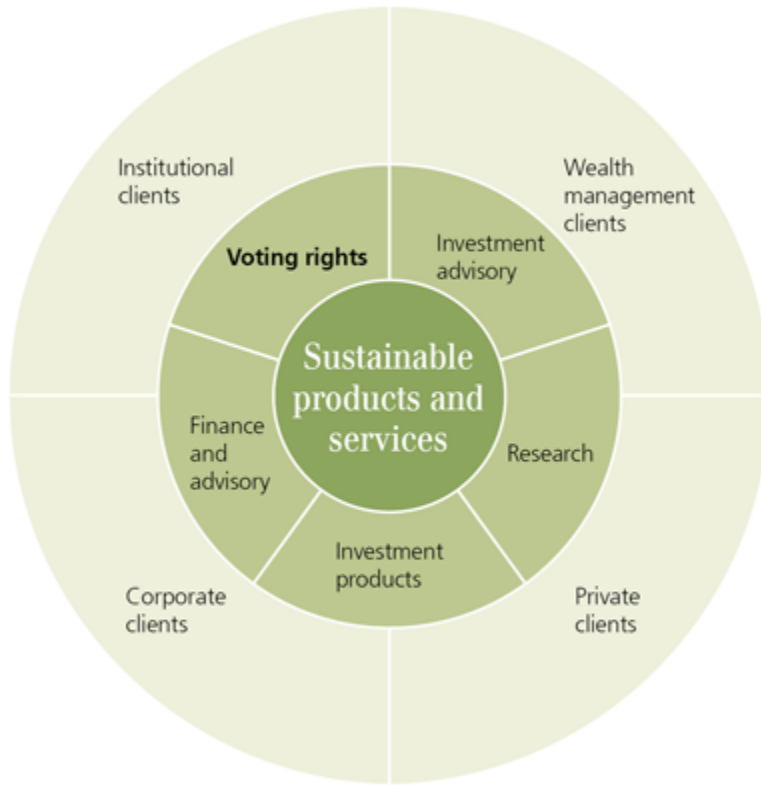 Institutional
clients
Wealth
management
clients
Voting rights
Investment
advisory
Sustainable
products and
services
Finance
and
advisory
Research
Investment
products
Corporate
clients
Private
clients